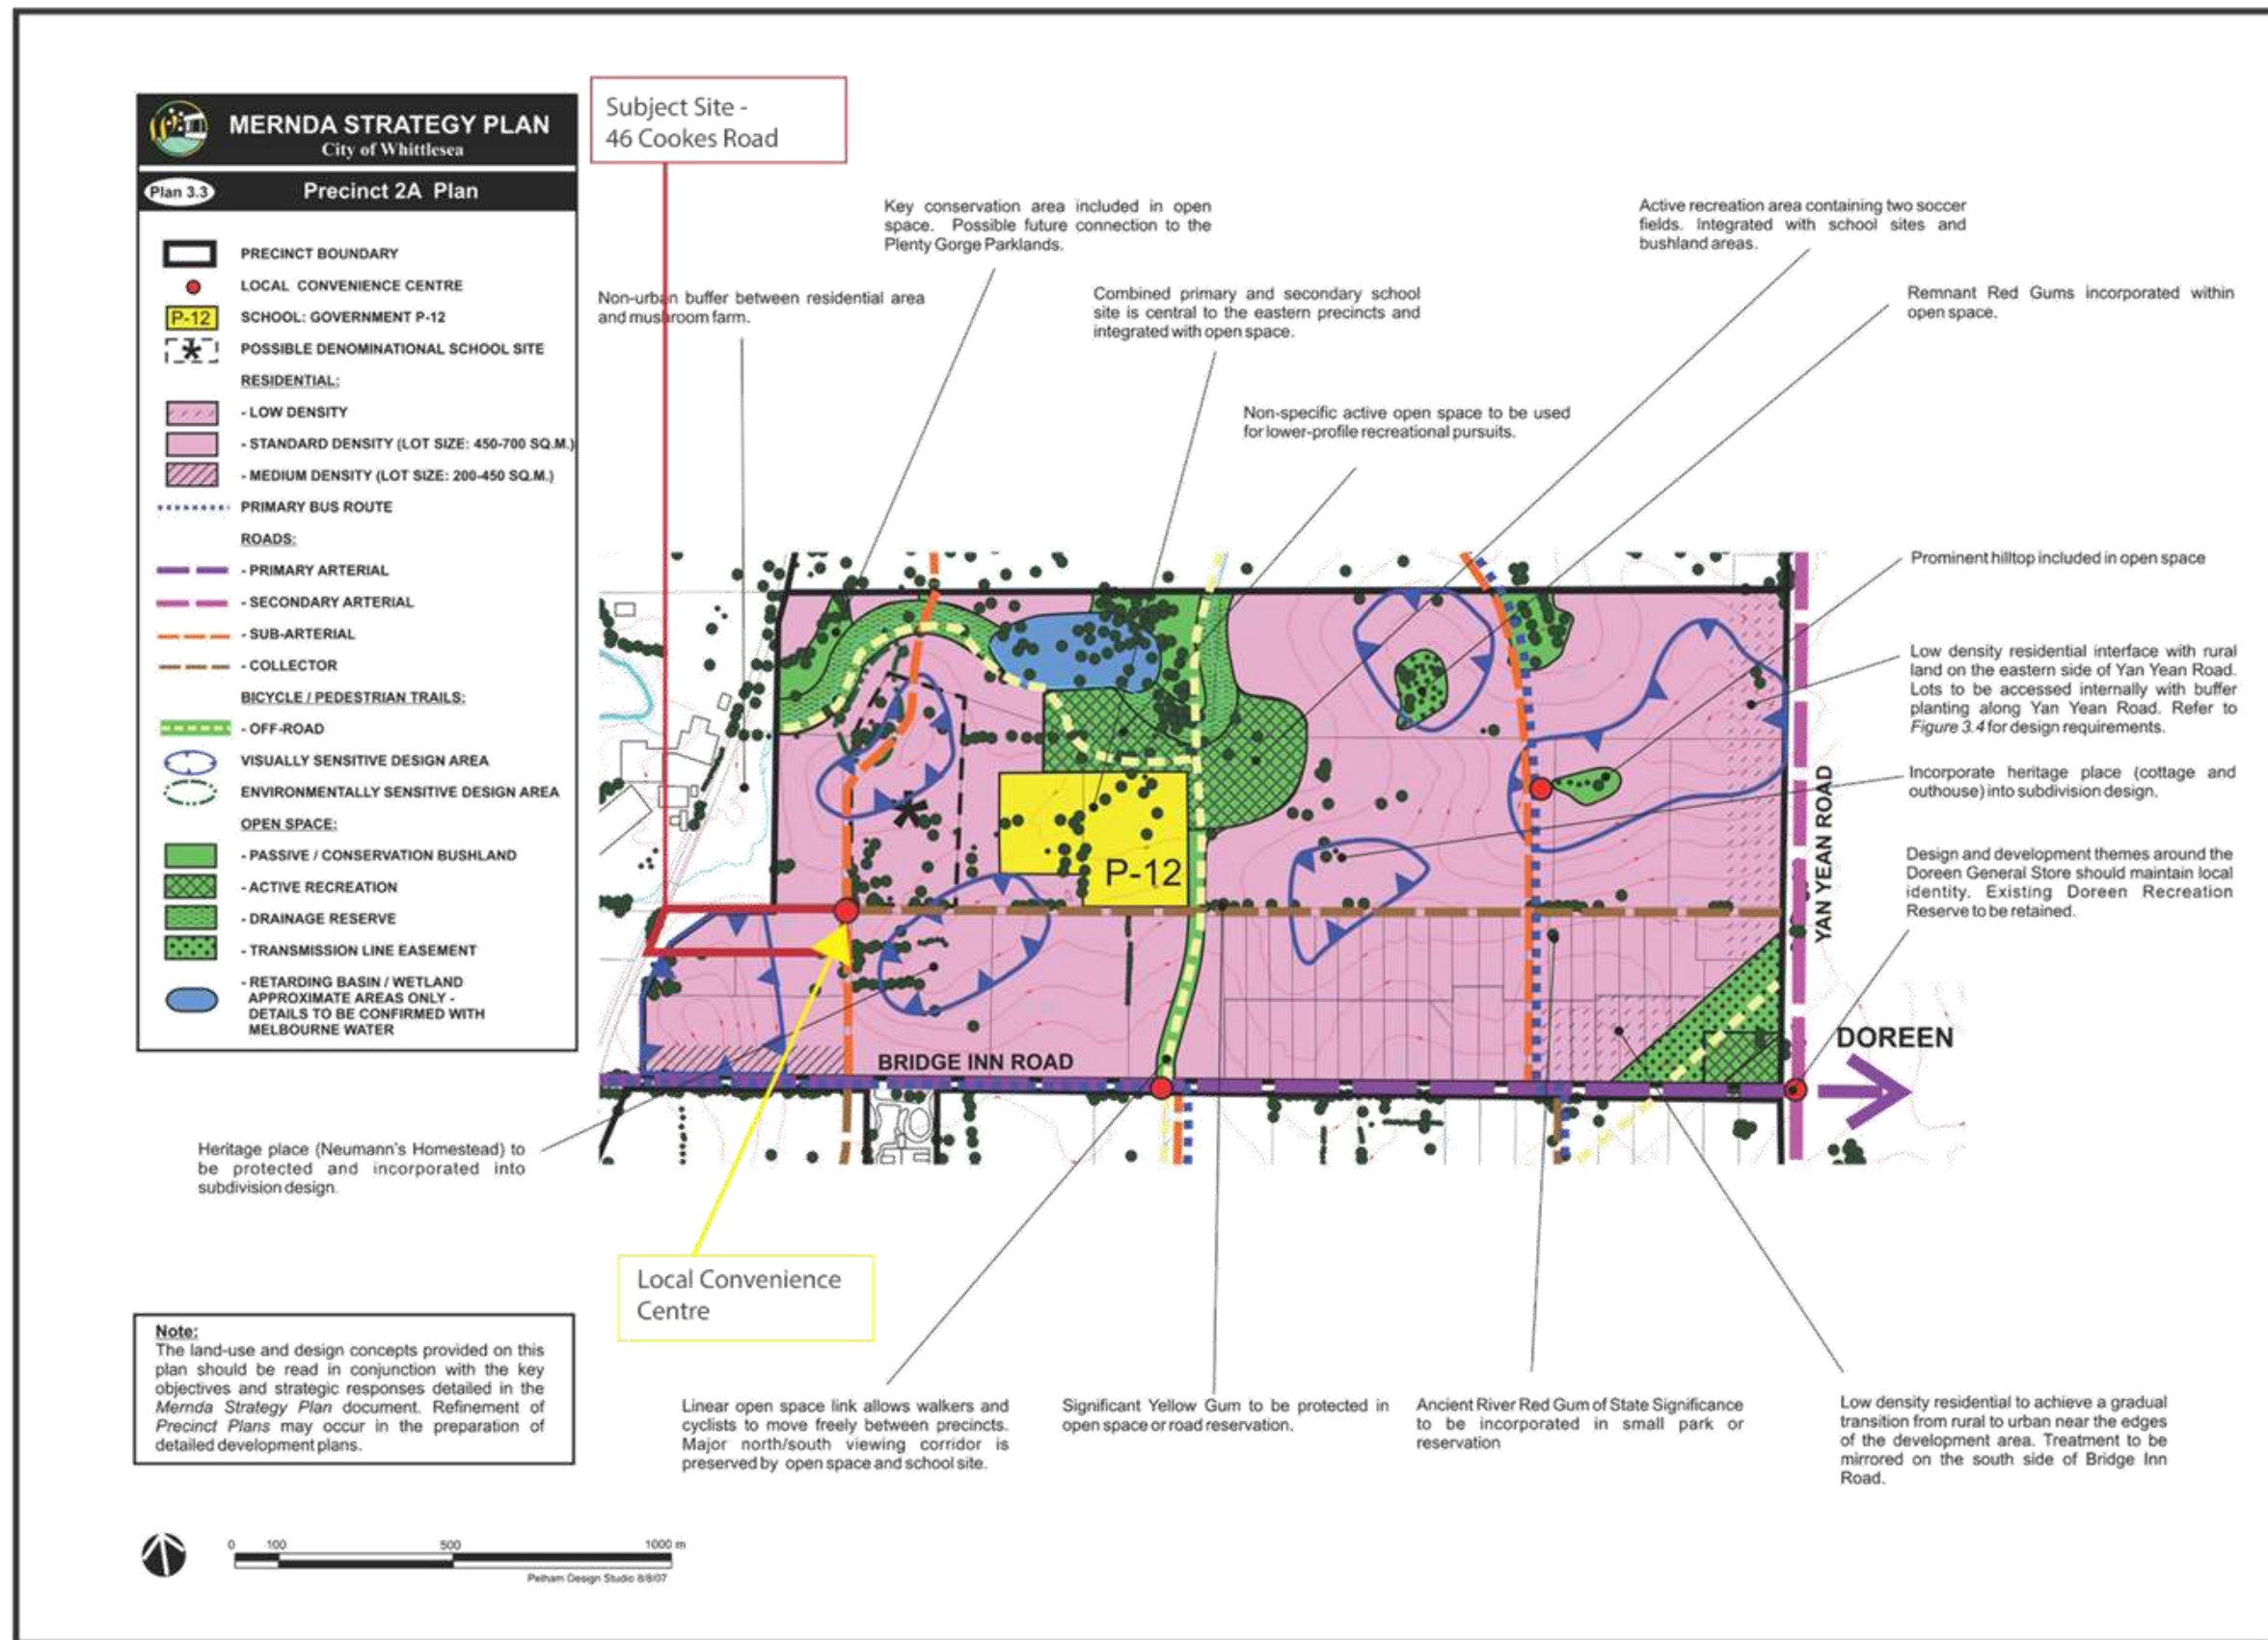 MERNDA STRATEGY PLAN
City of Whittlesea
Plan 3.3
Precinct 2A Plan
PRECINCT BOUNDARY
LOCAL CONVENIENCE CENTRE
P-12
SCHOOL: GOVERNMENT P-12
*
POSSIBLE DENOMINATIONAL SCHOOL SITE
RESIDENTIAL:
- LOW DENSITY
- STANDARD DENSITY (LOT SIZE: 450-700 SQ.M.)
- MEDIUM DENSITY (LOT SIZE: 200-450 SQ.M.)
PRIMARY BUS ROUTE
ROADS:
- PRIMARY ARTERIAL
- SECONDARY ARTERIAL
- SUB-ARTERIAL
- COLLECTOR
BICYCLE / PEDESTRIAN TRAILS:
- OFF-ROAD
VISUALLY SENSITIVE DESIGN AREA
ENVIRONMENTALLY SENSITIVE DESIGN AREA
OPEN SPACE:
- PASSIVE / CONSERVATION BUSHLAND
- ACTIVE RECREATION
- DRAINAGE RESERVE
- TRANSMISSION LINE EASEMENT
- RETARDING BASIN / WETLAND
APPROXIMATE AREAS ONLY -
DETAILS TO BE CONFIRMED WITH
MELBOURNE WATER
Subject Site -
46 Cookes Road
Key conservation area included in open
space. Possible future connection to the
Plenty Gorge Parklands.
Non-urban buffer between residential area
and mushroom farm.
Combined primary and secondary school
site is central to the eastern precincts and
integrated with open space.
Non-specific active open space to be used
for lower-profile recreational pursuits.
Active recreation area containing two soccer
fields. Integrated with school sites and
bushland areas.
Remnant Red Gums incorporated within
open space.
Prominent hilltop included in open space
Low density residential interface with rural
land on the eastern side of Yan Yean Road.
Lots to be accessed internally with buffer
planting along Yan Yean Road. Refer to
Figure 3.4 for design requirements.
Incorporate heritage place (cottage and
outhouse) into subdivision design.
Design and development themes around the
Doreen General Store should maintain local
identity. Existing Doreen Recreation
Reserve to be retained.
*
P-12
YAN YEAN ROAD
BRIDGE INN ROAD
DOREEN
Heritage place (Neumann's Homestead) to
be protected and incorporated into
subdivision design.
Local Convenience
Centre
Linear open space link allows walkers and
cyclists to move freely between precincts.
Major north/south viewing corridor is
preserved by open space and school site.
Significant Yellow Gum to be protected in
open space or road reservation.
Ancient River Red Gum of State Significance
to be incorporated in small park or
reservation
Low density residential to achieve a gradual
transition from rural to urban near the edges
of the development area. Treatment to be
mirrored on the south side of Bridge Inn
Road.
Note:
The land-use and design concepts provided on this
plan should be read in conjunction with the key
objectives and strategic responses detailed in the
Mernda Strategy Plan document. Refinement of
Precinct Plans may occur in the preparation of
detailed development plans.
0 100 500 1000 m
Pelham Design Studio 8/8/07